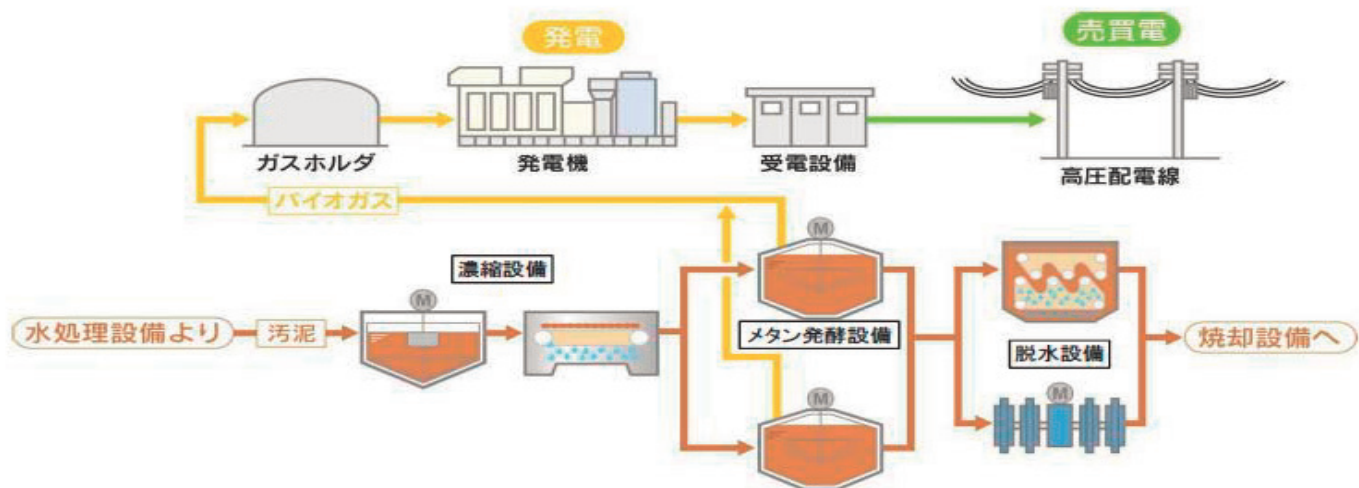 発電
売買電
ガスホルダ
発電機
受電設備
高圧配電線
バイオガス
M
濃縮設備
M
水処理設備より
汚泥
メタン発酵設備
脱水設備
焼却設備へ
M
M